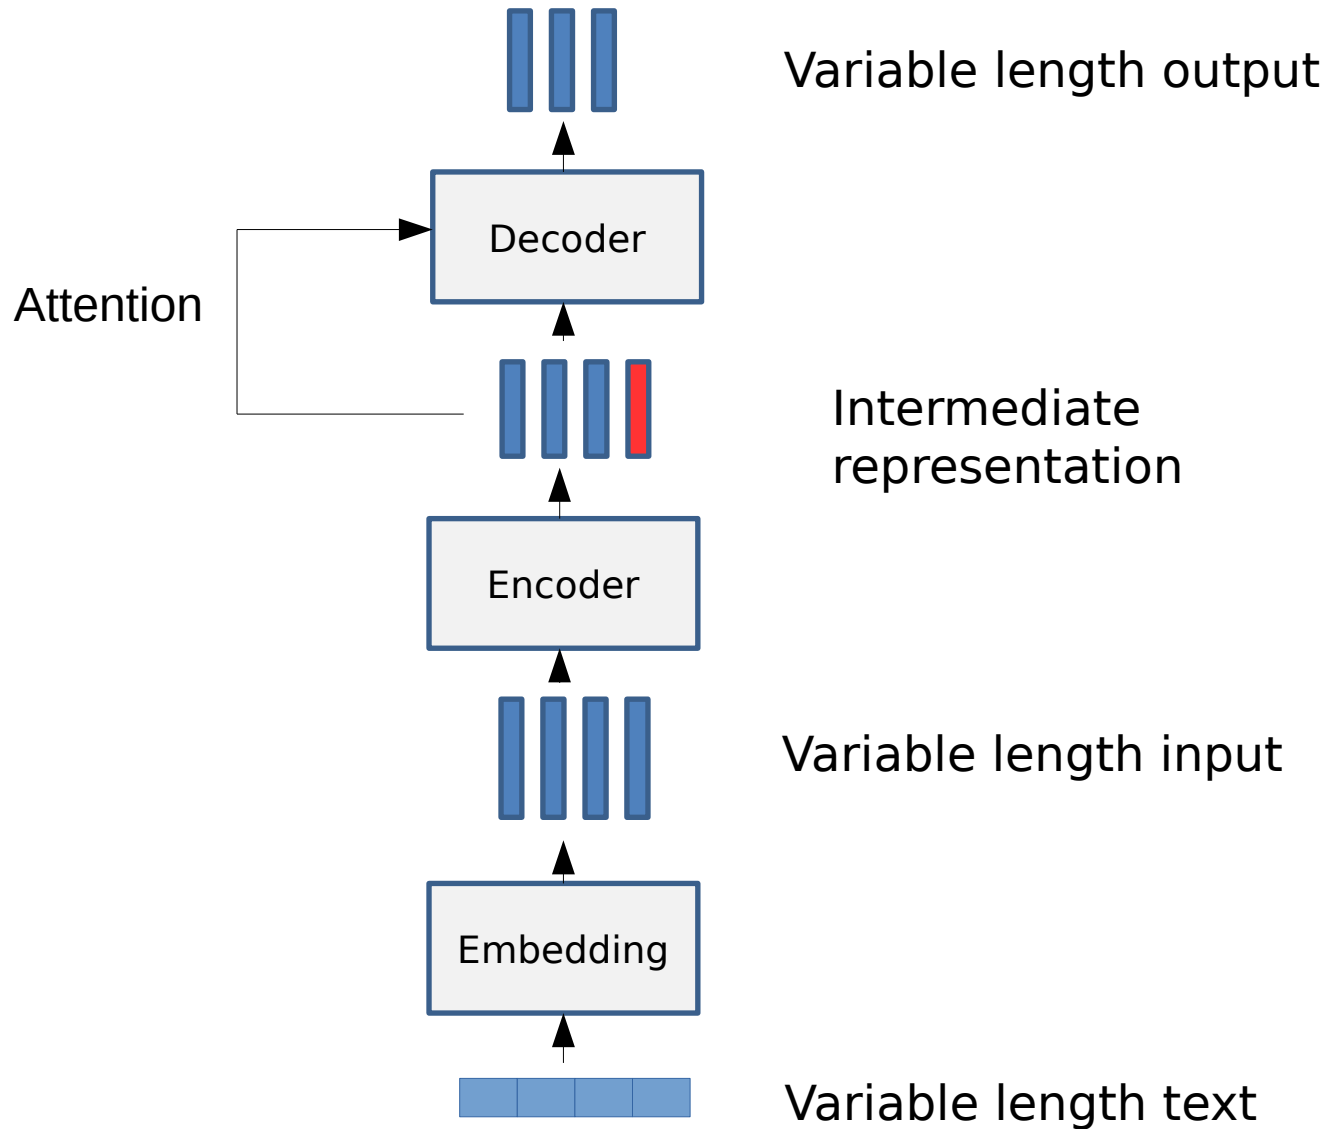 Variable length output
Decoder
Attention
Intermediate
representation
Encoder
Variable length input
Embedding
Variable length text